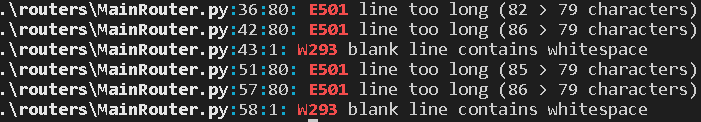 .\routers\MainRouter.py:36:80: E501 line too long (82 > 79 characters)
.\routers\MainRouter.py:42:80: E501 line too long (86 > 79 characters)
.\routers\MainRouter.py:43:1: W293 blank line contains whitespace
.\routers\MainRouter.py:51:80: E501 line too long (85 > 79 characters)
.\routers\MainRouter.py:57:80: E501 line too long (86 > 79 characters)
.\routers\MainRouter.py:58:1: W293 blank line contains whitespace